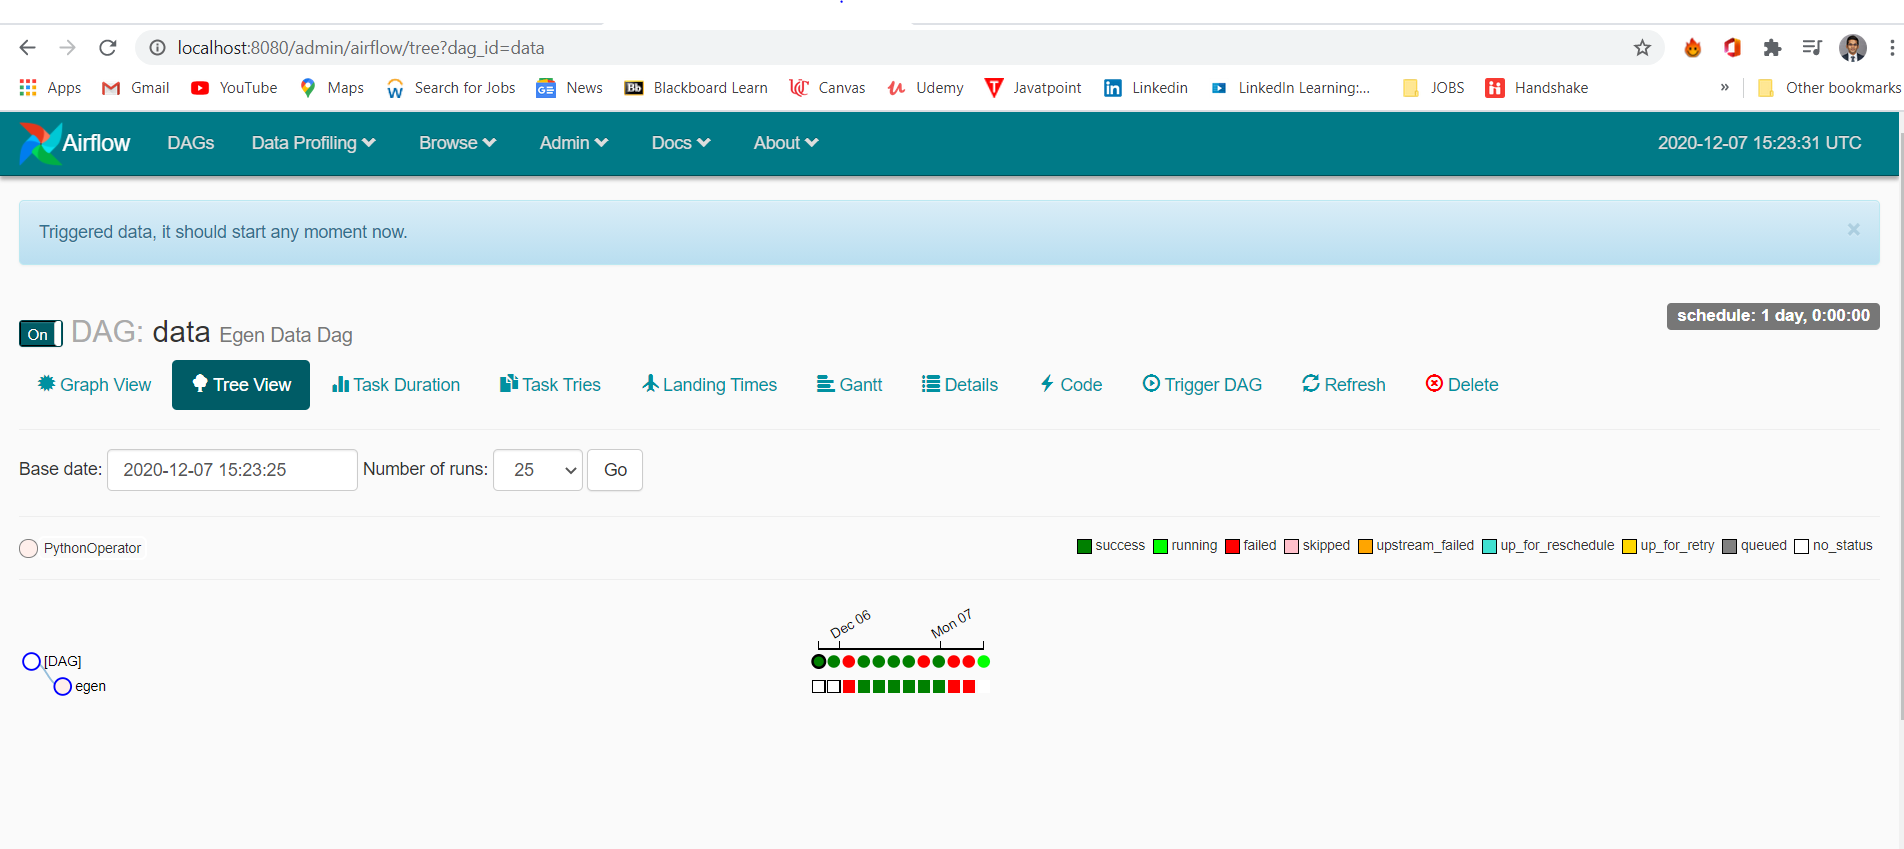 localhost:8080/admin/airflow/tree?dag_id=data
Apps Gmail YouTube Maps Search for Jobs News Blackboard Learn Canvas Udemy Javatpoint Linkedin LinkedIn Learning:... JOBS Handshake » Other bookmarks
Airflow DAGs Data Profiling Browse Admin Docs About 2020-12-07 15:23:31 UTC
Triggered data, it should start any moment now. ×
schedule: 1 day, 0:00:00
On DAG: data Egen Data Dag
Graph View Tree View Task Duration Task Tries Landing Times Gantt Details Code Trigger DAG Refresh Delete
Base date: 2020-12-07 15:23:25 Number of runs: 25 Go
PythonOperator success running failed skipped upstream_failed up_for_reschedule up_for_retry queued no_status
Dec 06 Mon 07
[DAG]
egen